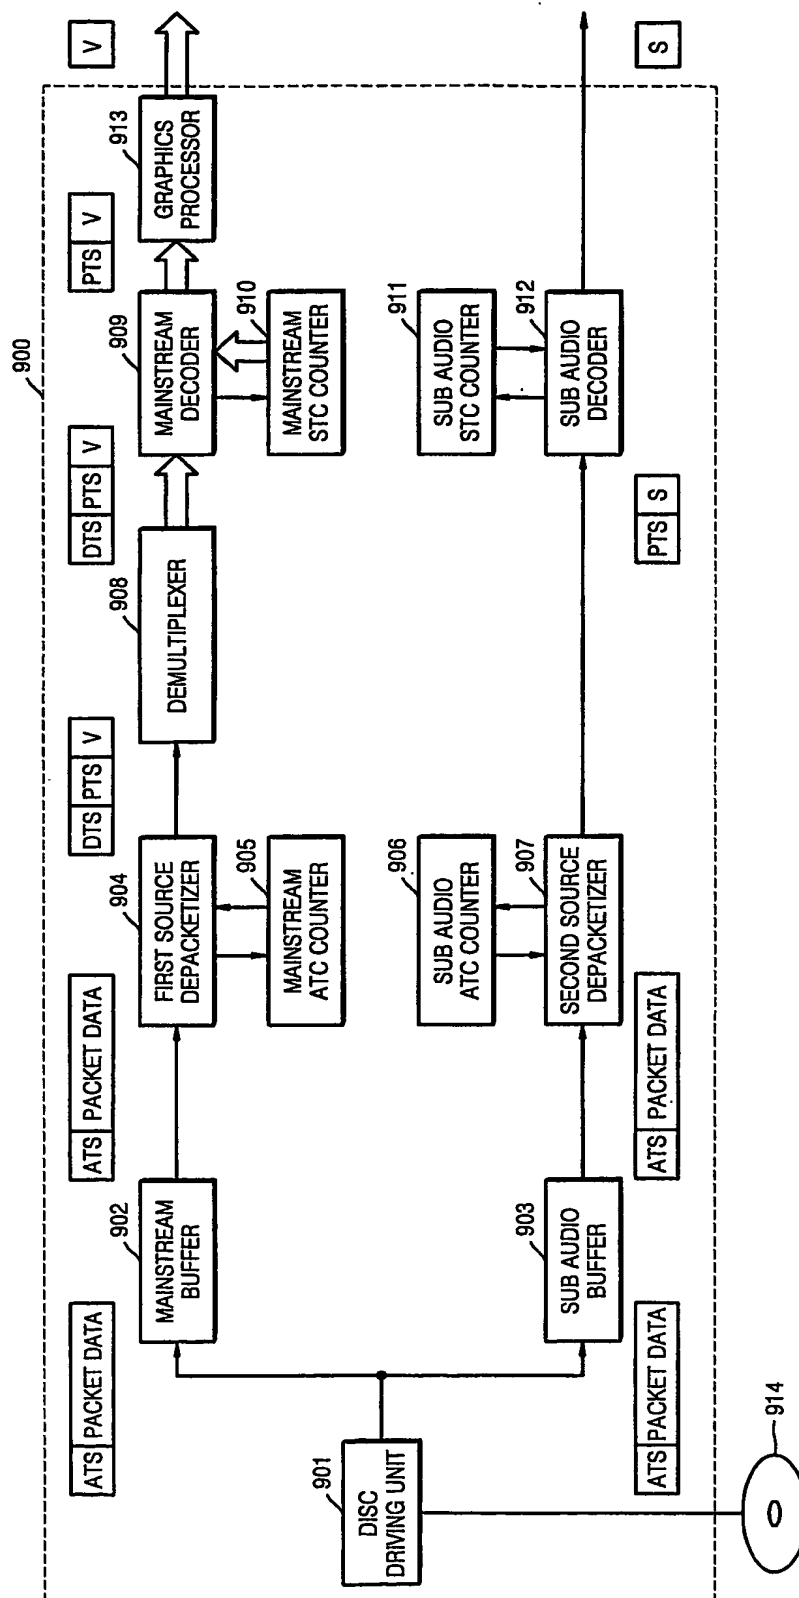 900
ATS PACKET DATA
ATS PACKET DATA
DTS PTS V
DTS PTS V
PTS V
V
901
DISC
DRIVING UNIT
902
MAINSTREAM
BUFFER
904
FIRST SOURCE
DEPACKETIZER
905
MAINSTREAM
ATC COUNTER
908
DEMULTIPLEXER
909
MAINSTREAM
DECODER
910
MAINSTREAM
STC COUNTER
913
GRAPHICS
PROCESSOR
903
SUB AUDIO
BUFFER
906
SUB AUDIO
ATC COUNTER
907
SECOND SOURCE
DEPACKETIZER
911
SUB AUDIO
STC COUNTER
912
SUB AUDIO
DECODER
ATS PACKET DATA
ATS PACKET DATA
PTS S
S
914